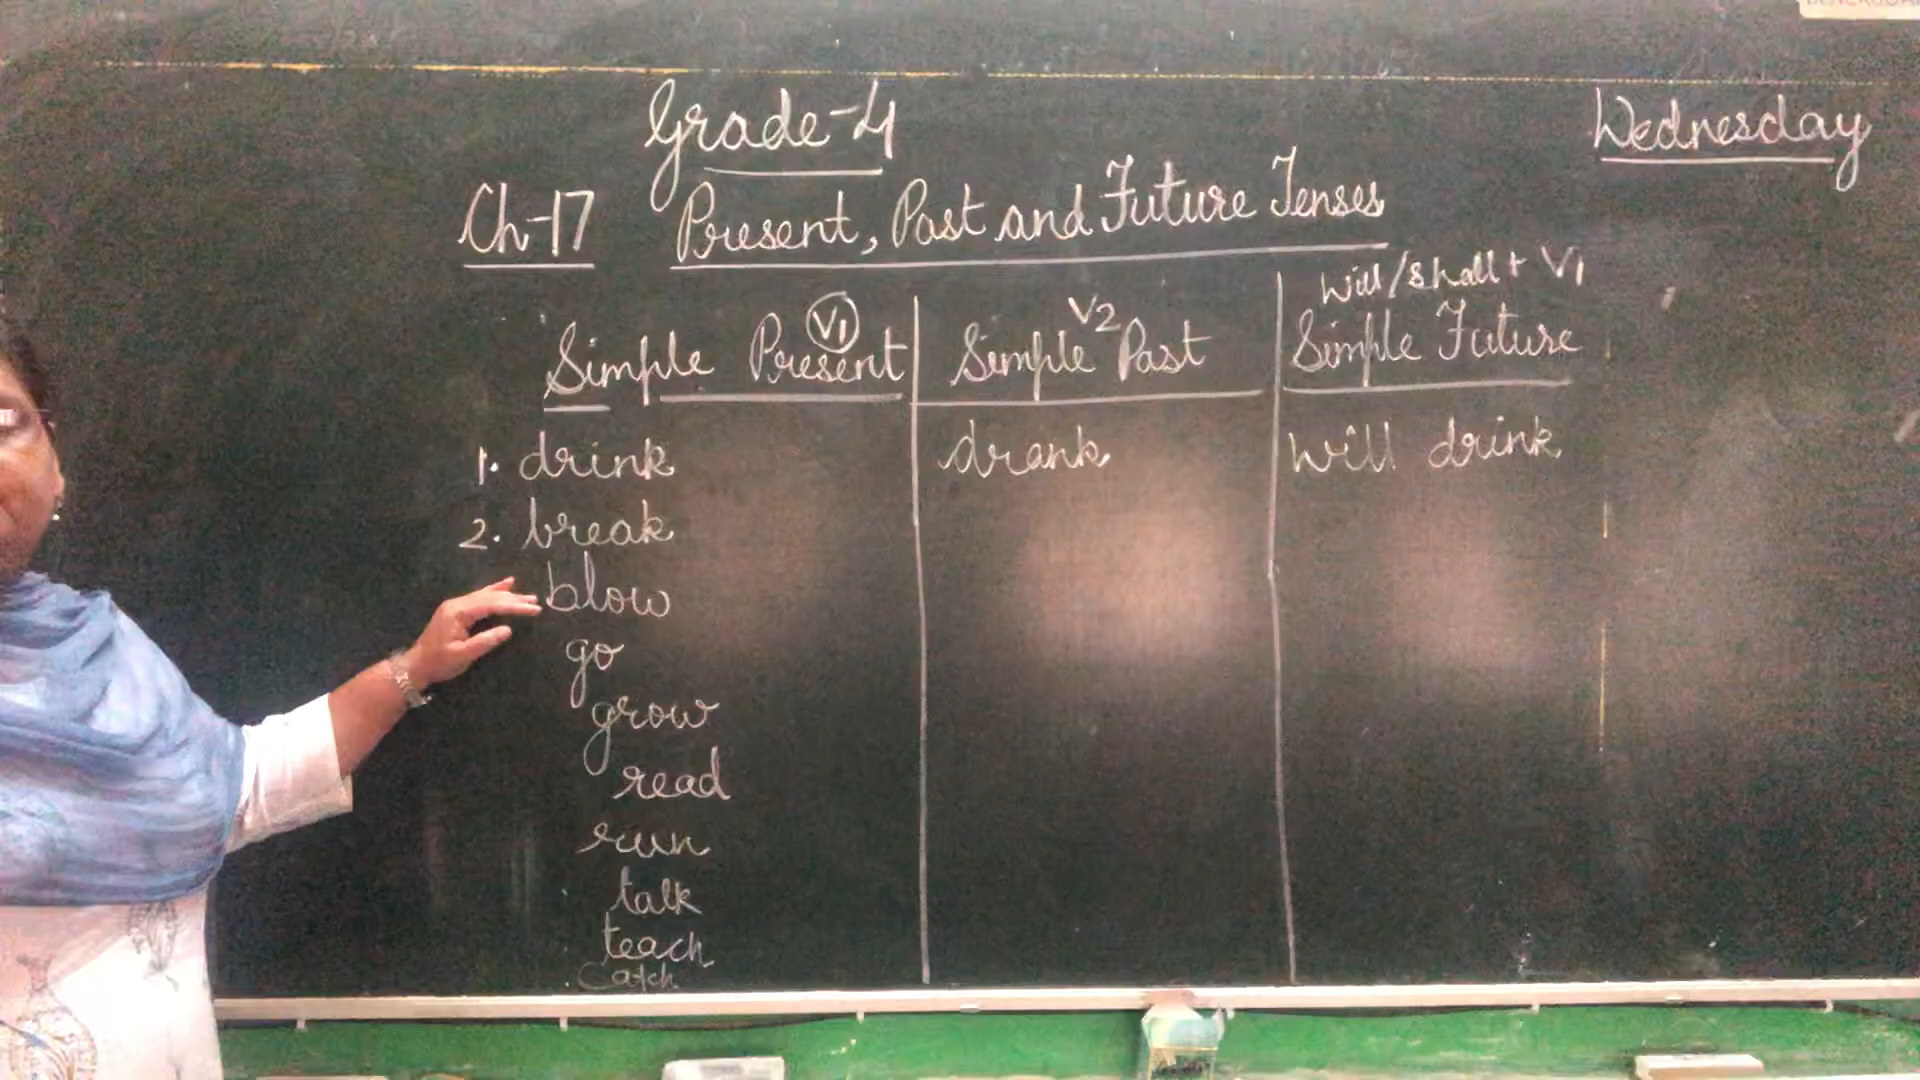 Grade-4
Wednesday
Ch-17 Present, Past and Future Tenses
Will/shall + V1
V1 V2
Simple Present Simple Past Simple Future
1. drink drank Will drink
2. break
blow
go
grow
read
run
talk
teach
Catch